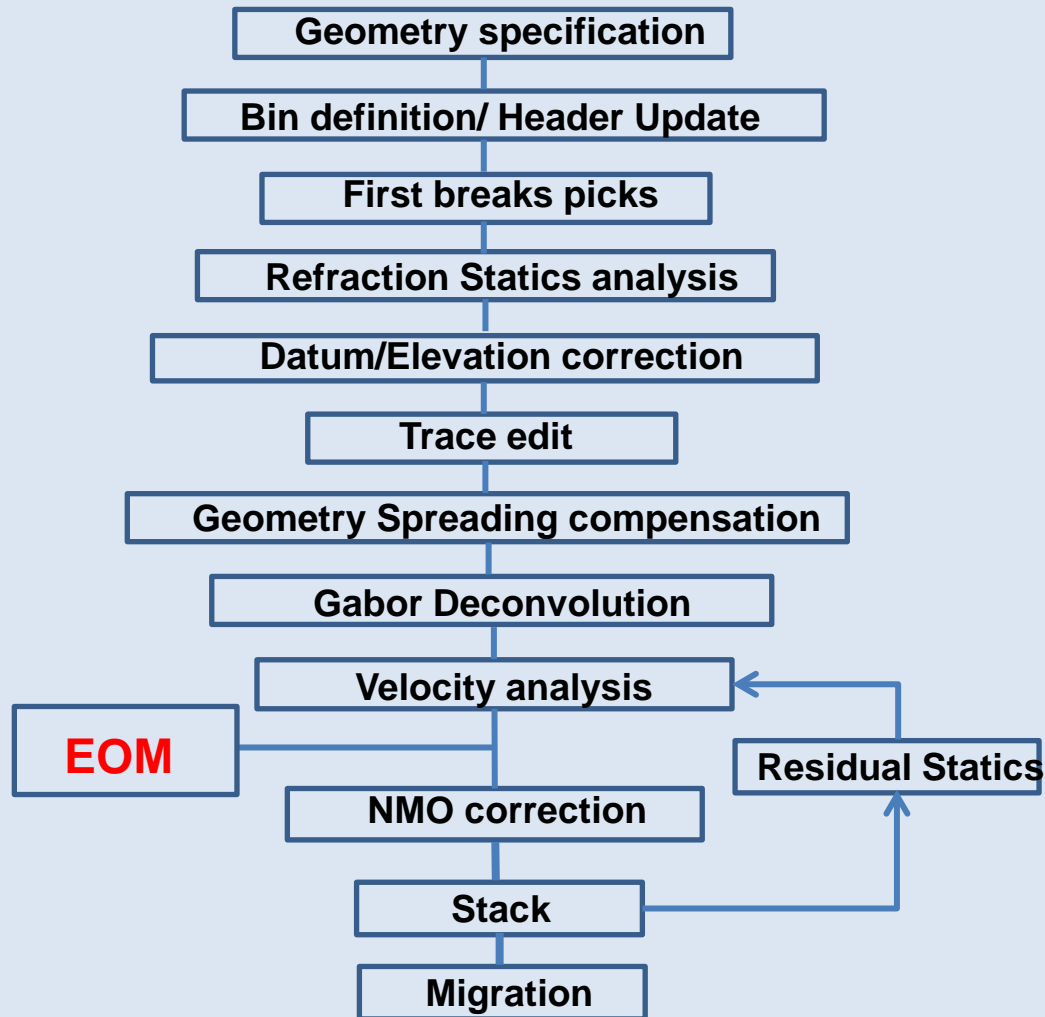 Geometry specification
Bin definition/ Header Update
First breaks picks
Refraction Statics analysis
Datum/Elevation correction
Trace edit
Geometry Spreading compensation
Gabor Deconvolution
Velocity analysis
EOM
Residual Statics
NMO correction
Stack
Migration